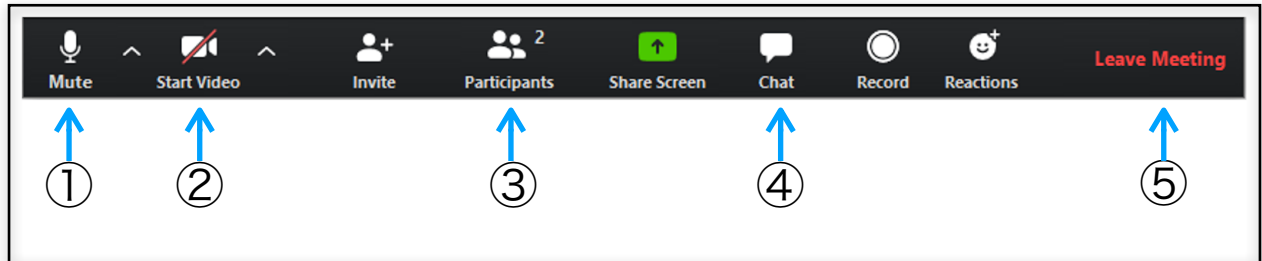 2
Mute Start Video Invite Participants Share Screen Chat Record Reactions Leave Meeting
① ② ③ ④ ⑤